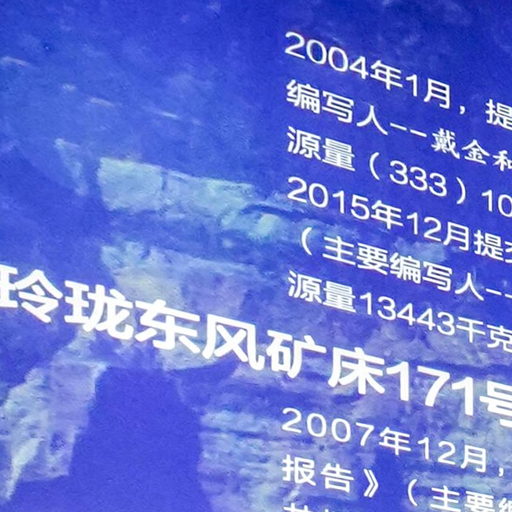 2004年1月，提
编写人--戴金和
源量（333）10
2015年12月提交
（主要编写人--
源量13443千克
玲珑东风矿床171号
2007年12月，
报告》（主要编